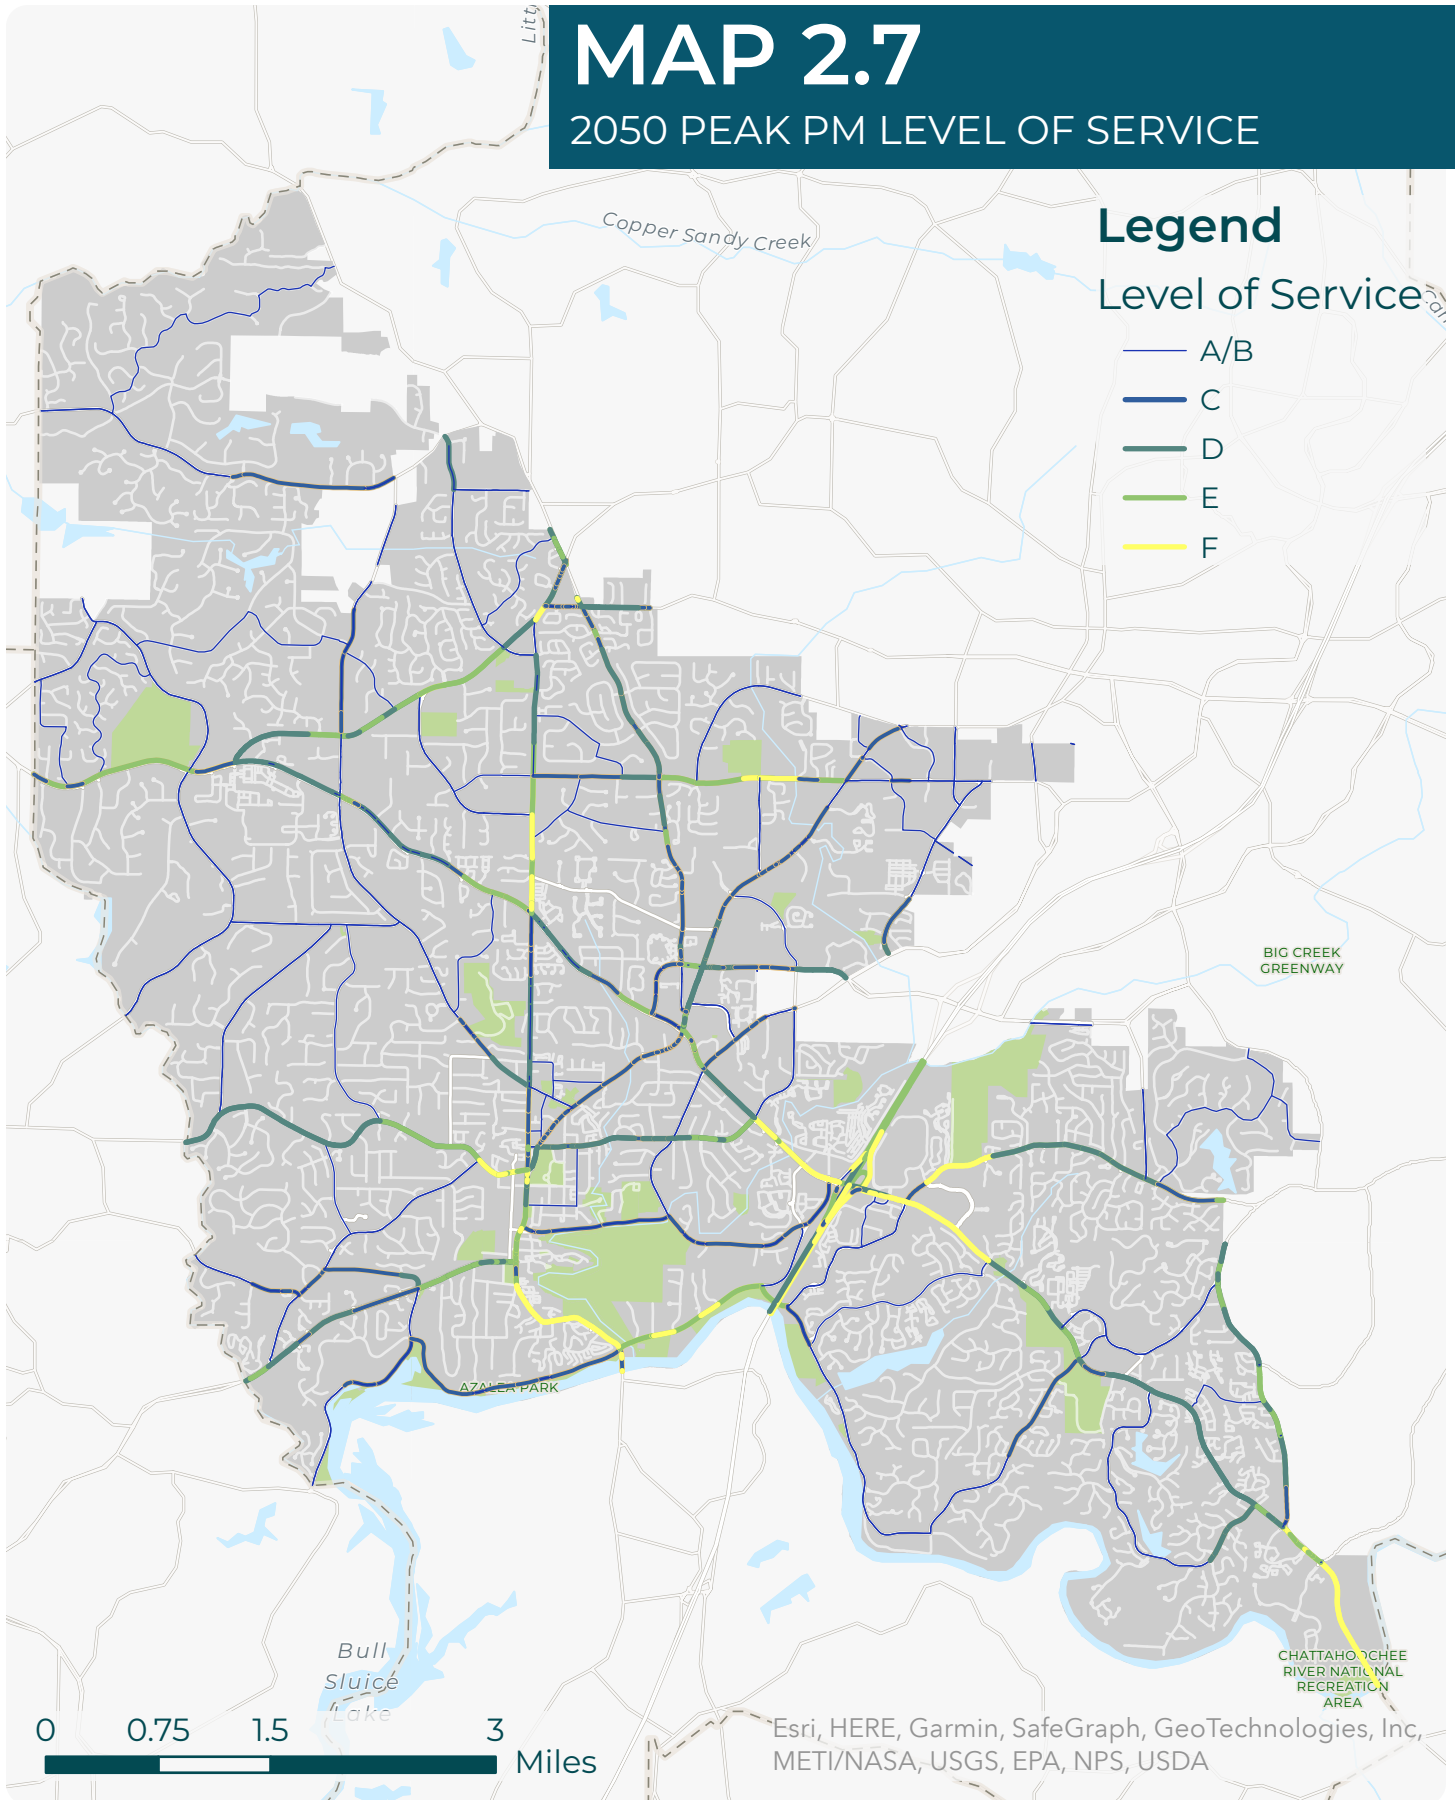 MAP 2.7
2050 PEAK PM LEVEL OF SERVICE
Copper Sandy Creek
Legend
Level of Service
A/B
C
D
E
F
BIG CREEK
GREENWAY
AZALEA PARK
Bull
Sluice
Lake
CHATTAHOOCHEE
RIVER NATIONAL
RECREATION
AREA
0 0.75 1.5 3
Miles
Esri, HERE, Garmin, SafeGraph, GeoTechnologies, Inc,
METI/NASA, USGS, EPA, NPS, USDA